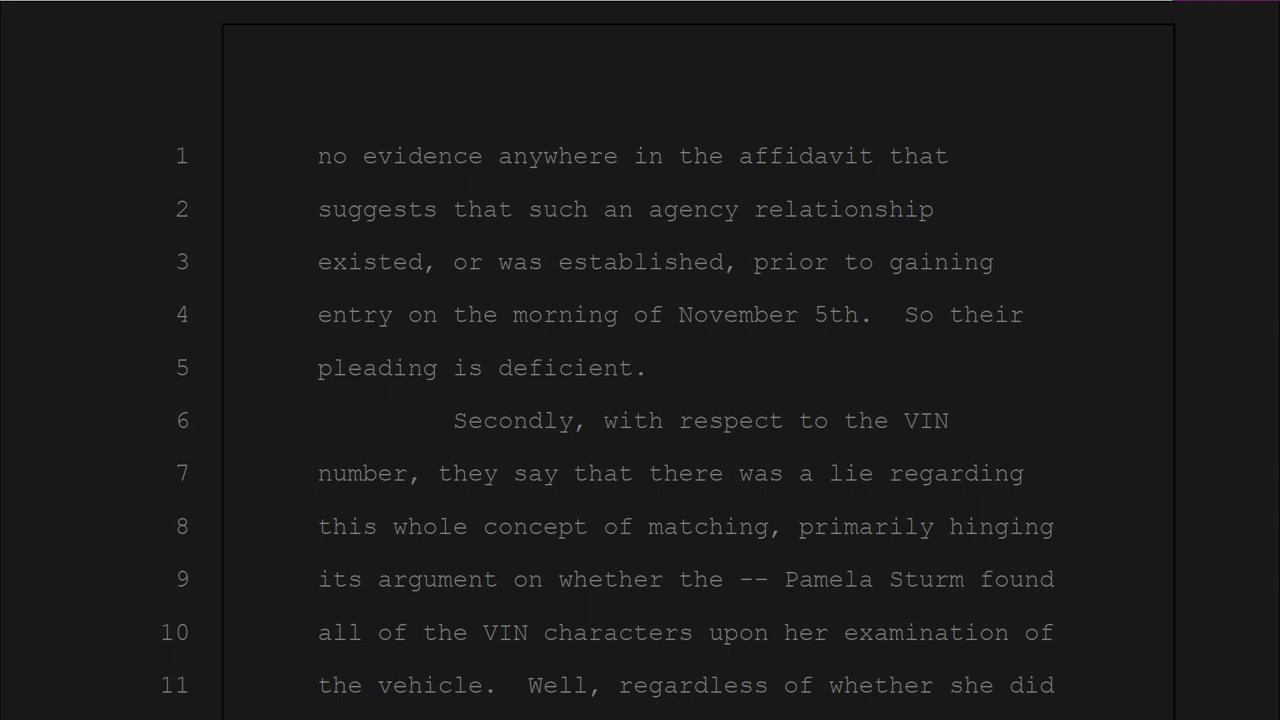 1 no evidence anywhere in the affidavit that
2 suggests that such an agency relationship
3 existed, or was established, prior to gaining
4 entry on the morning of November 5th.  So their
5 pleading is deficient.
6 Secondly, with respect to the VIN
7 number, they say that there was a lie regarding
8 this whole concept of matching, primarily hinging
9 its argument on whether the -- Pamela Sturm found
10 all of the VIN characters upon her examination of
11 the vehicle.  Well, regardless of whether she did